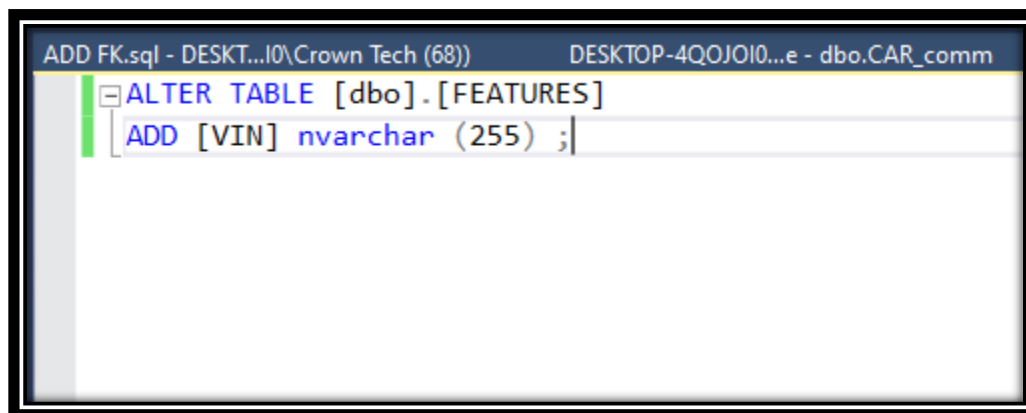 ADD FK.sql - DESKT...I0\Crown Tech (68)) DESKTOP-4QOJOI0...e - dbo.CAR_comm
ALTER TABLE [dbo].[FEATURES]
ADD [VIN] nvarchar (255) ;